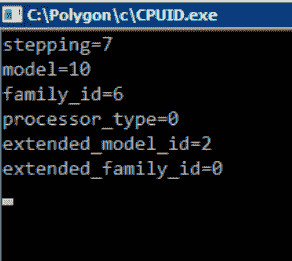 C:\Polygon\c\CPUID.exe
stepping=7
model=10
family_id=6
processor_type=0
extended_model_id=2
extended_family_id=0